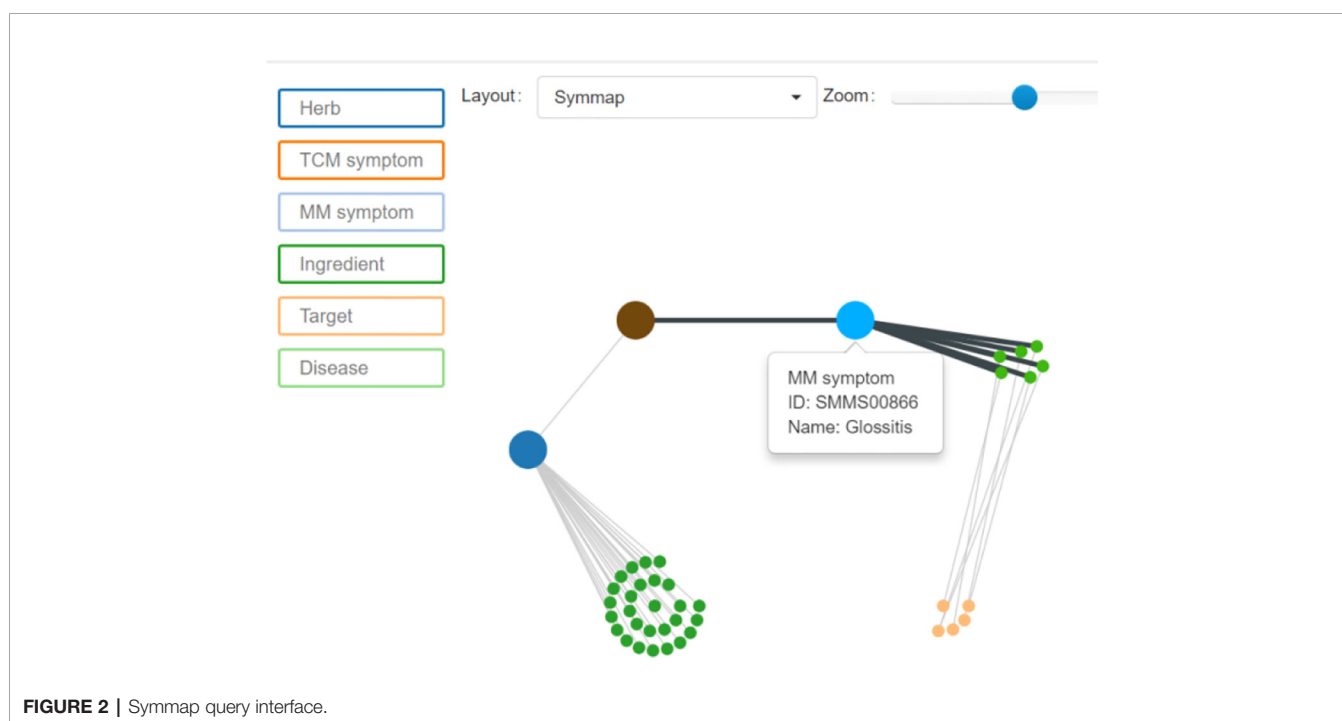 Herb
TCM symptom
MM symptom
Ingredient
Target
Disease
Layout:
Symmap
Zoom:
MM symptom
ID: SMMS00866
Name: Glossitis
FIGURE 2 | Symmap query interface.